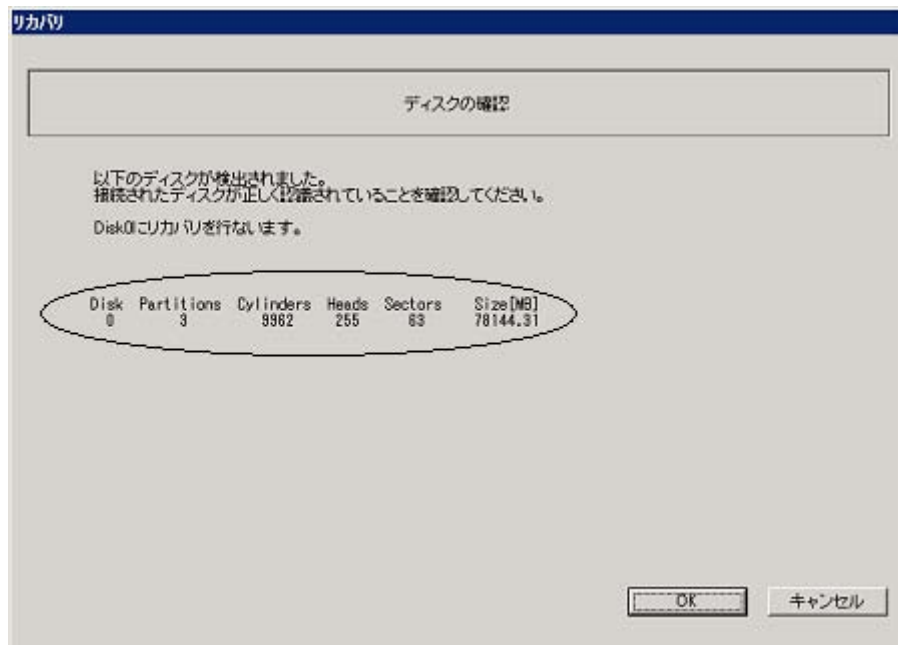 リカバリ
ディスクの確認
以下のディスクが検出されました。
接続されたディスクが正しく認識されていることを確認してください。
Disk0にリカバリを行ないます。
Disk Partitions Cylinders Heads Sectors Size[MB]
0 3 9962 255 63 78144.31
OK キャンセル